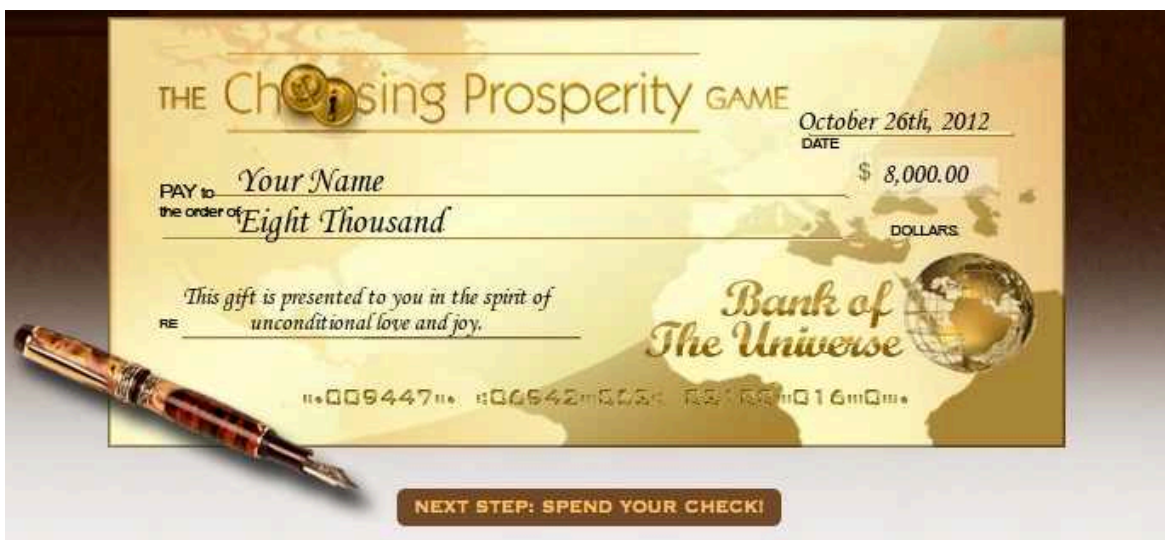 THE Choosing Prosperity GAME
October 26th, 2012
DATE
PAY to Your Name $ 8,000.00
the order of Eight Thousand DOLLARS
This gift is presented to you in the spirit of
RE unconditional love and joy.
Bank of
The Universe
009447
NEXT STEP: SPEND YOUR CHECK!